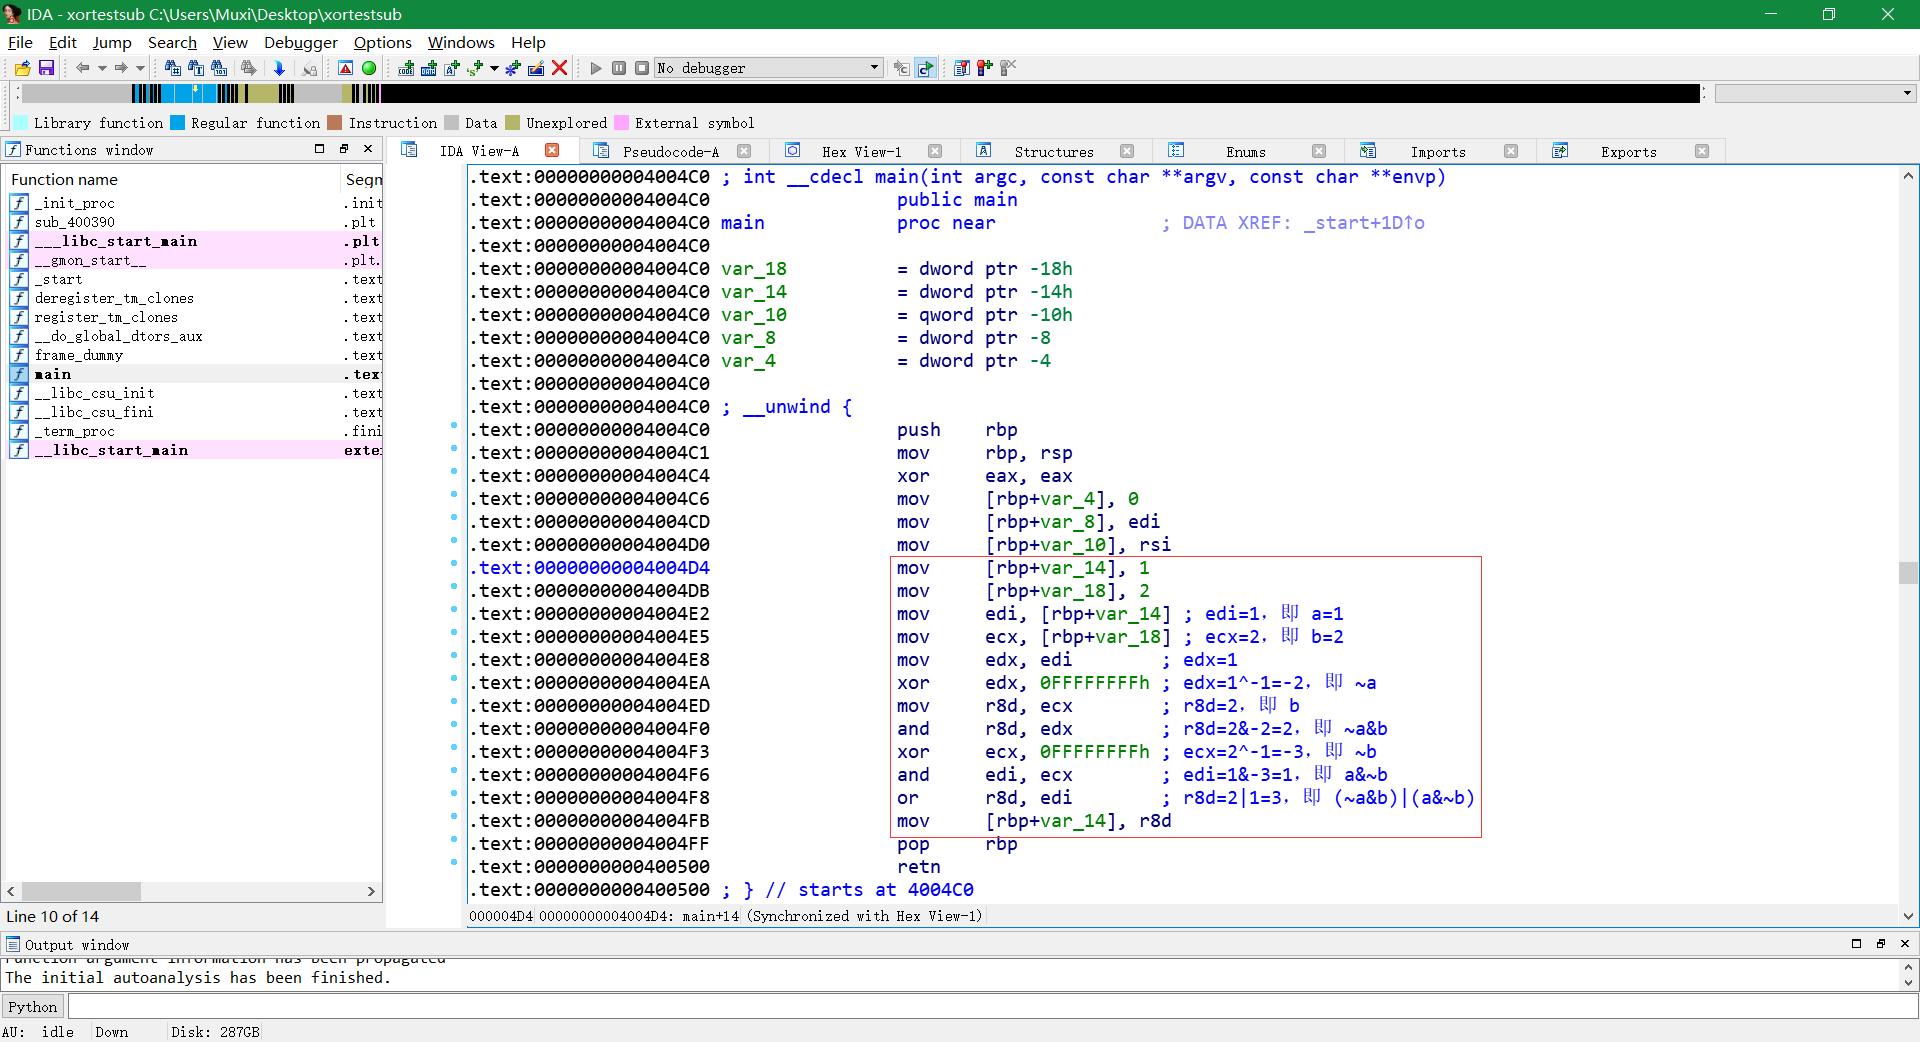 IDA - xortestsub C:\Users\Muxi\Desktop\xortestsub
File Edit Jump Search View Debugger Options Windows Help
No debugger
Library function Regular function Instruction Data Unexplored External symbol
Functions window
IDA View-A Pseudocode-A Hex View-1 Structures Enums Imports Exports
Function name Segm
_init_proc .init
sub_400390 .plt
___libc_start_main .plt
__gmon_start__ .plt.
_start .text
deregister_tm_clones .text
register_tm_clones .text
__do_global_dtors_aux .text
frame_dummy .text
main .text
__libc_csu_init .text
__libc_csu_fini .text
_term_proc .fini
__libc_start_main exte
Line 10 of 14
.text:00000000004004C0 ; int __cdecl main(int argc, const char **argv, const char **envp)
.text:00000000004004C0 public main
.text:00000000004004C0 main proc near ; DATA XREF: _start+1D↑o
.text:00000000004004C0
.text:00000000004004C0 var_18 = dword ptr -18h
.text:00000000004004C0 var_14 = dword ptr -14h
.text:00000000004004C0 var_10 = qword ptr -10h
.text:00000000004004C0 var_8 = dword ptr -8
.text:00000000004004C0 var_4 = dword ptr -4
.text:00000000004004C0
.text:00000000004004C0 ; __unwind {
.text:00000000004004C0 push rbp
.text:00000000004004C1 mov rbp, rsp
.text:00000000004004C4 xor eax, eax
.text:00000000004004C6 mov [rbp+var_4], 0
.text:00000000004004CD mov [rbp+var_8], edi
.text:00000000004004D0 mov [rbp+var_10], rsi
.text:00000000004004D4 mov [rbp+var_14], 1
.text:00000000004004DB mov [rbp+var_18], 2
.text:00000000004004E2 mov edi, [rbp+var_14] ; edi=1，即 a=1
.text:00000000004004E5 mov ecx, [rbp+var_18] ; ecx=2，即 b=2
.text:00000000004004E8 mov edx, edi ; edx=1
.text:00000000004004EA xor edx, 0FFFFFFFFh ; edx=1^-1=-2，即 ~a
.text:00000000004004ED mov r8d, ecx ; r8d=2，即 b
.text:00000000004004F0 and r8d, edx ; r8d=2&-2=2，即 ~a&b
.text:00000000004004F3 xor ecx, 0FFFFFFFFh ; ecx=2^-1=-3，即 ~b
.text:00000000004004F6 and edi, ecx ; edi=1&-3=1，即 a&~b
.text:00000000004004F8 or r8d, edi ; r8d=2|1=3，即 (~a&b)|(a&~b)
.text:00000000004004FB mov [rbp+var_14], r8d
.text:00000000004004FF pop rbp
.text:0000000000400500 retn
.text:0000000000400500 ; } // starts at 4004C0
000004D4 00000000004004D4: main+14 (Synchronized with Hex View-1)
Output window
Function argument information has been propagated
The initial autoanalysis has been finished.
Python
AU: idle Down Disk: 287GB